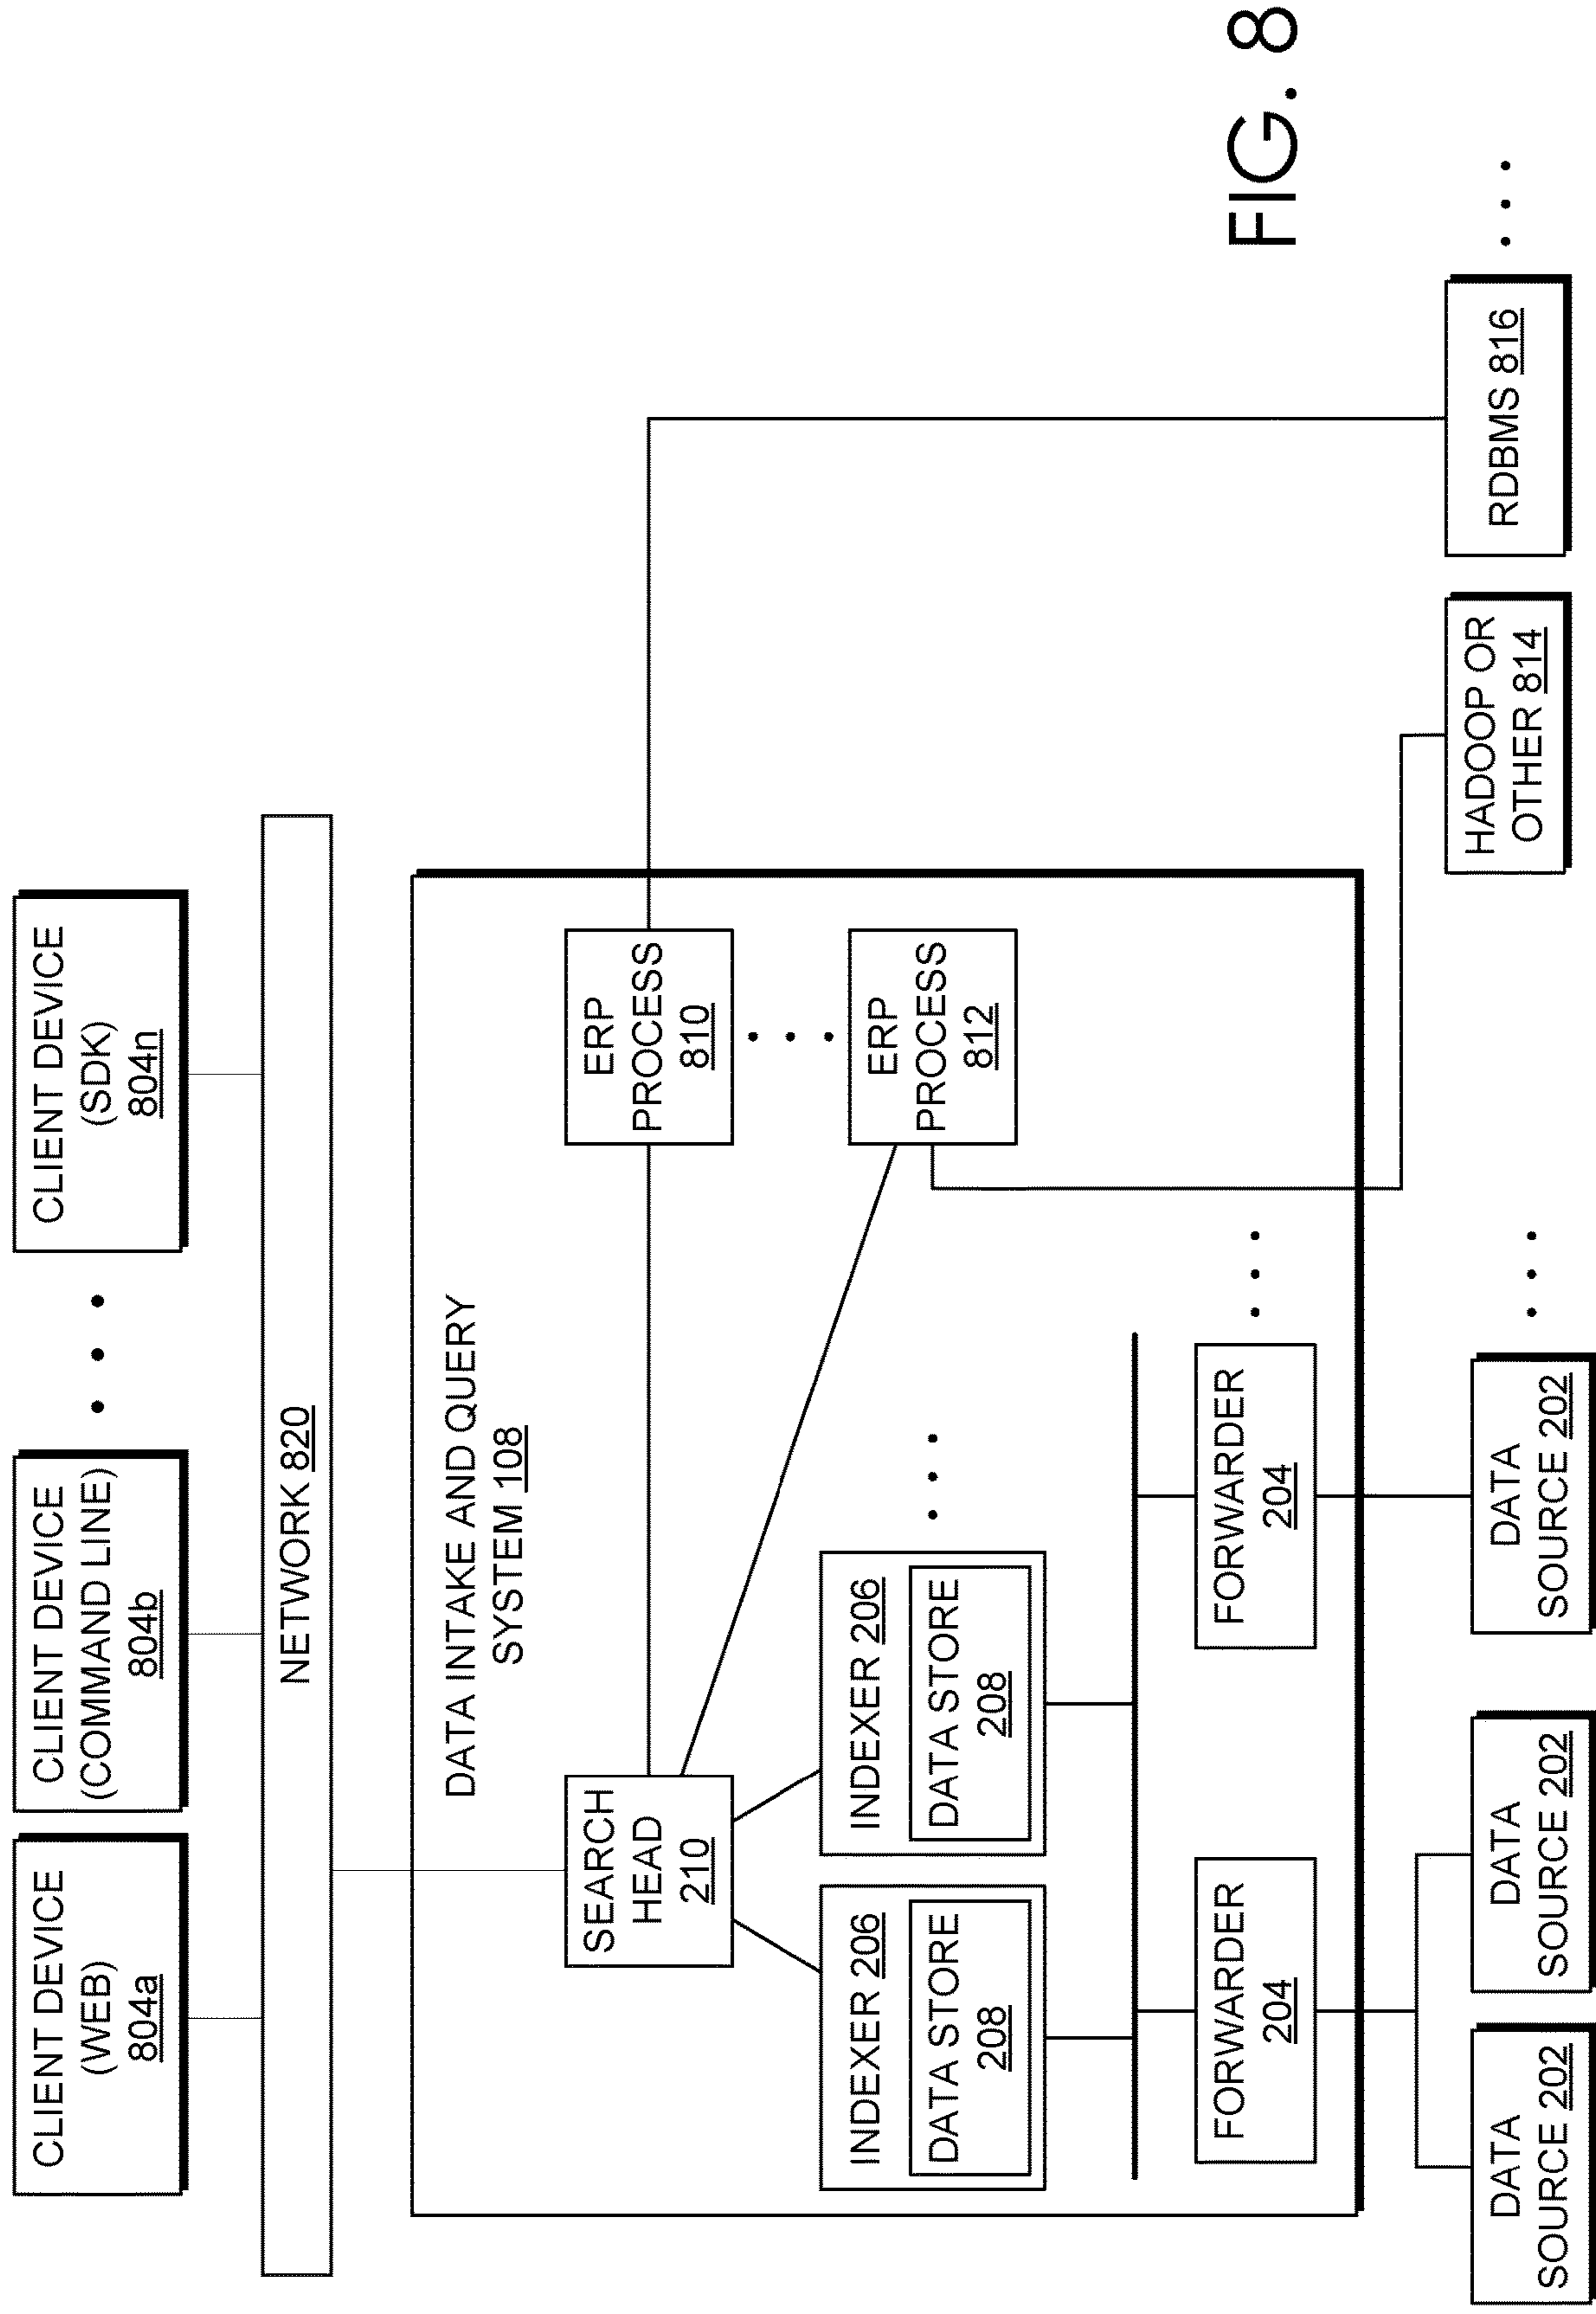 CLIENT DEVICE
(WEB)
804a
CLIENT DEVICE
(COMMAND LINE)
804b
CLIENT DEVICE
(SDK)
804n
NETWORK 820
DATA INTAKE AND QUERY
SYSTEM 108
SEARCH
HEAD
210
ERP
PROCESS
810
INDEXER 206
DATA STORE
208
INDEXER 206
DATA STORE
208
ERP
PROCESS
812
FORWARDER
204
FORWARDER
204
DATA
SOURCE 202
DATA
SOURCE 202
DATA
SOURCE 202
HADOOP OR
OTHER 814
RDBMS 816
FIG. 8